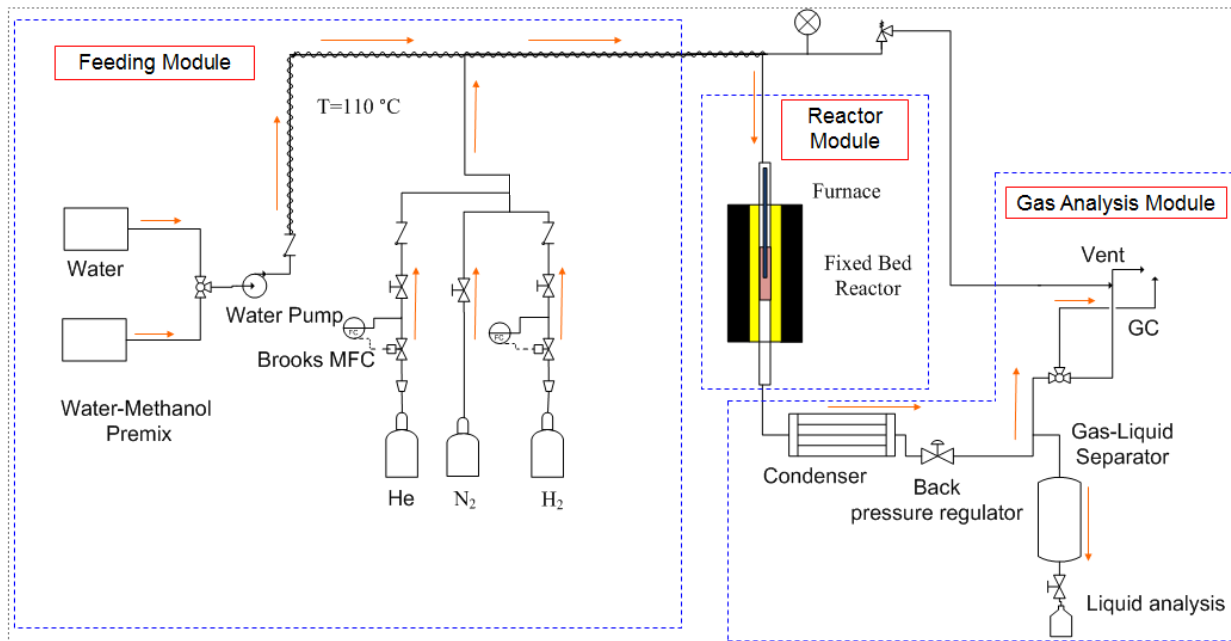 Feeding Module
T=110 °C
Reactor
Module
Furnace
Gas Analysis Module
Water
Fixed Bed
Reactor
Vent
Water Pump
GC
FC
FC
Brooks MFC
Water-Methanol
Premix
Condenser
Gas-Liquid
Separator
Back
pressure regulator
He
N₂
H₂
Liquid analysis